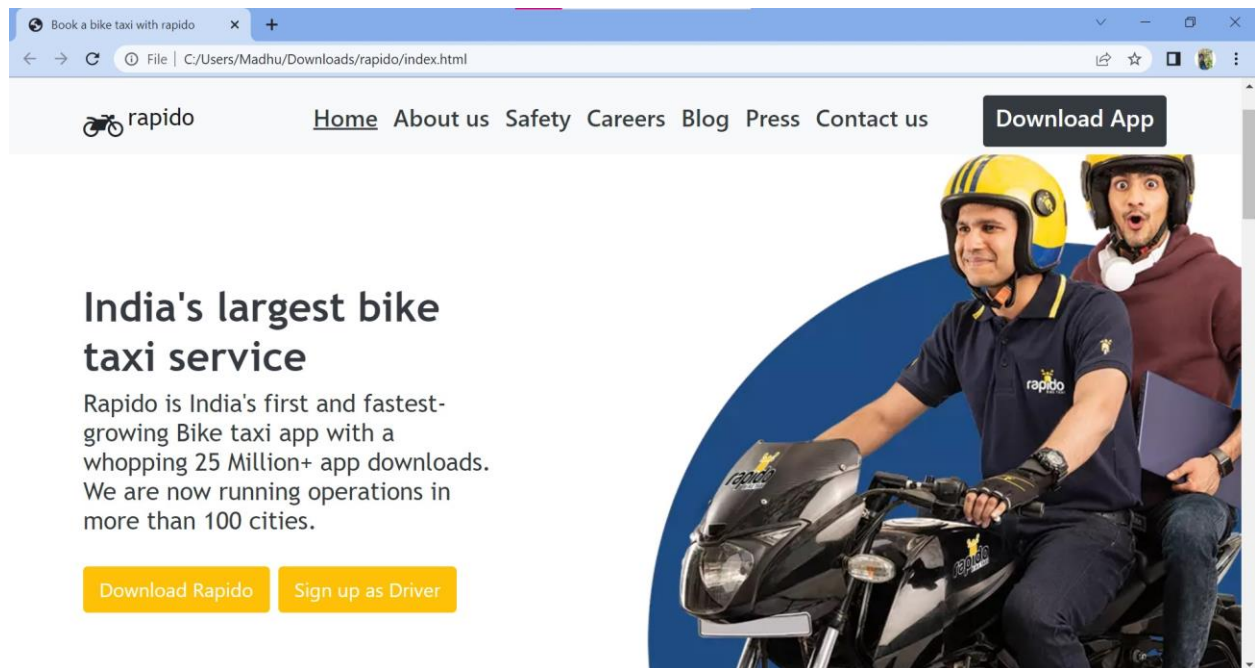 Book a bike taxi with rapido
File | C:/Users/Madhu/Downloads/rapido/index.html
rapido Home About us Safety Careers Blog Press Contact us Download App
India's largest bike
taxi service
Rapido is India's first and fastest-
growing Bike taxi app with a
whopping 25 Million+ app downloads.
We are now running operations in
more than 100 cities.
Download Rapido Sign up as Driver
rapido
rapido
rapido